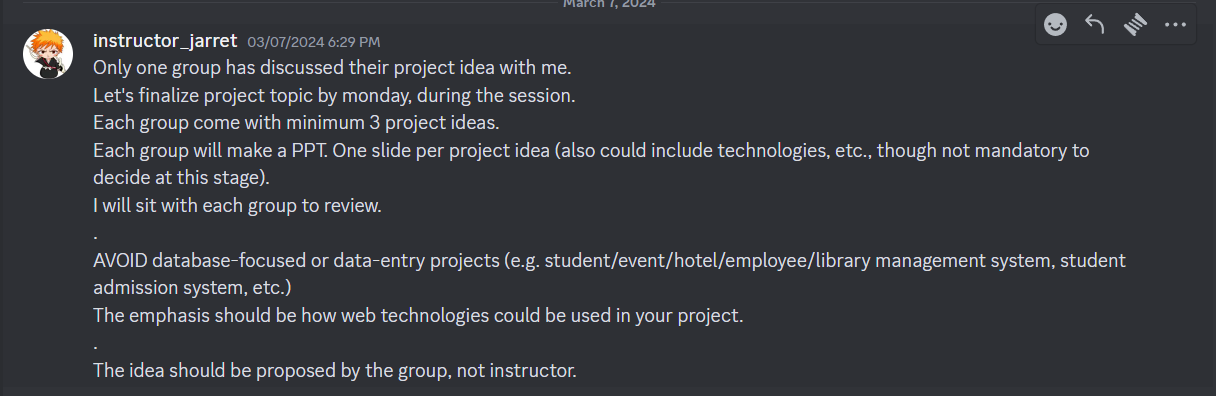 March 7, 2024
instructor_jarret 03/07/2024 6:29 PM
Only one group has discussed their project idea with me.
Let's finalize project topic by monday, during the session.
Each group come with minimum 3 project ideas.
Each group will make a PPT. One slide per project idea (also could include technologies, etc., though not mandatory to
decide at this stage).
I will sit with each group to review.
.
AVOID database-focused or data-entry projects (e.g. student/event/hotel/employee/library management system, student
admission system, etc.)
The emphasis should be how web technologies could be used in your project.
.
The idea should be proposed by the group, not instructor.